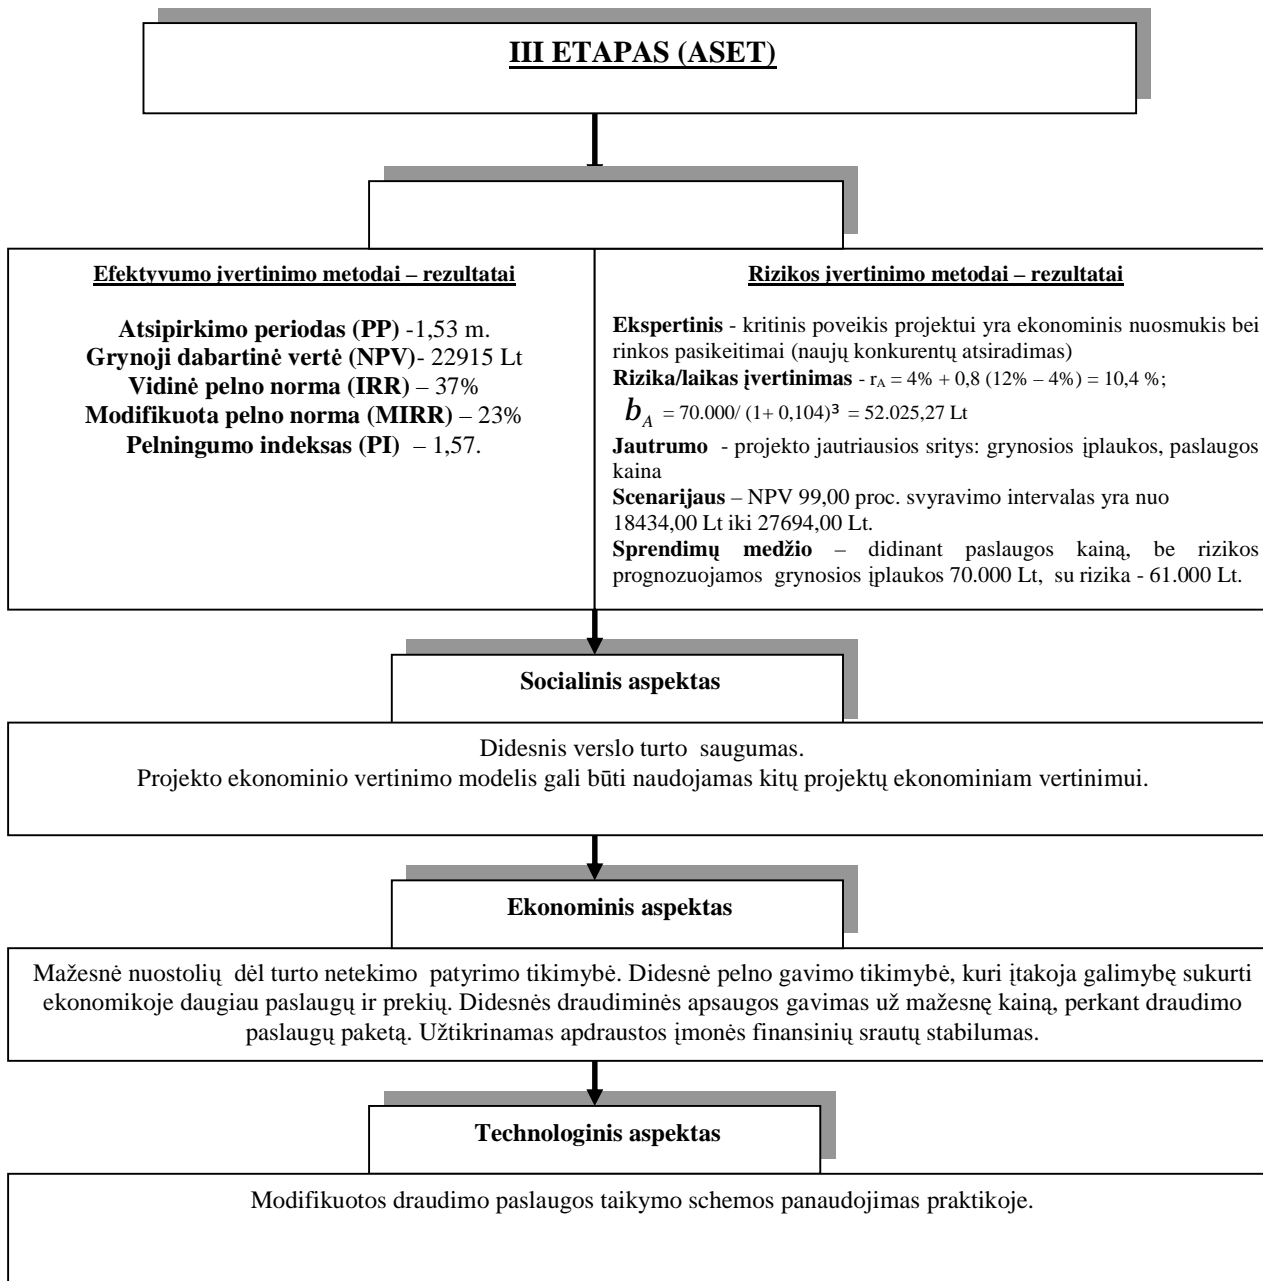 III ETAPAS (ASET)
Efektyvumo įvertinimo metodai – rezultatai
Atsipirkimo periodas (PP) -1,53 m.
Grynoji dabartinė vertė (NPV)- 22915 Lt
Vidinė pelno norma (IRR) – 37%
Modifikuota pelno norma (MIRR) – 23%
Pelningumo indeksas (PI) – 1,57.
Rizikos įvertinimo metodai – rezultatai
Ekspertinis - kritinis poveikis projektui yra ekonominis nuosmukis bei
rinkos pasikeitimai (naujų konkurentų atsiradimas)
Rizika/laikas įvertinimas - rA = 4% + 0,8 (12% – 4%) = 10,4 %;
bA = 70.000/ (1+ 0,104)³ = 52.025,27 Lt
Jautrumo - projekto jautriausios sritys: grynosios įplaukos, paslaugos
kaina
Scenarijaus – NPV 99,00 proc. svyravimo intervalas yra nuo
18434,00 Lt iki 27694,00 Lt.
Sprendimų medžio – didinant paslaugos kainą, be rizikos
prognozuojamos grynosios įplaukos 70.000 Lt, su rizika - 61.000 Lt.
Socialinis aspektas
Didesnis verslo turto saugumas.
Projekto ekonominio vertinimo modelis gali būti naudojamas kitų projektų ekonominiam vertinimui.
Ekonominis aspektas
Mažesnė nuostolių dėl turto netekimo patyrimo tikimybė. Didesnė pelno gavimo tikimybė, kuri įtakoja galimybę sukurti
ekonomikoje daugiau paslaugų ir prekių. Didesnės draudiminės apsaugos gavimas už mažesnę kainą, perkant draudimo
paslaugų paketą. Užtikrinamas apdraustos įmonės finansinių srautų stabilumas.
Technologinis aspektas
Modifikuotos draudimo paslaugos taikymo schemos panaudojimas praktikoje.